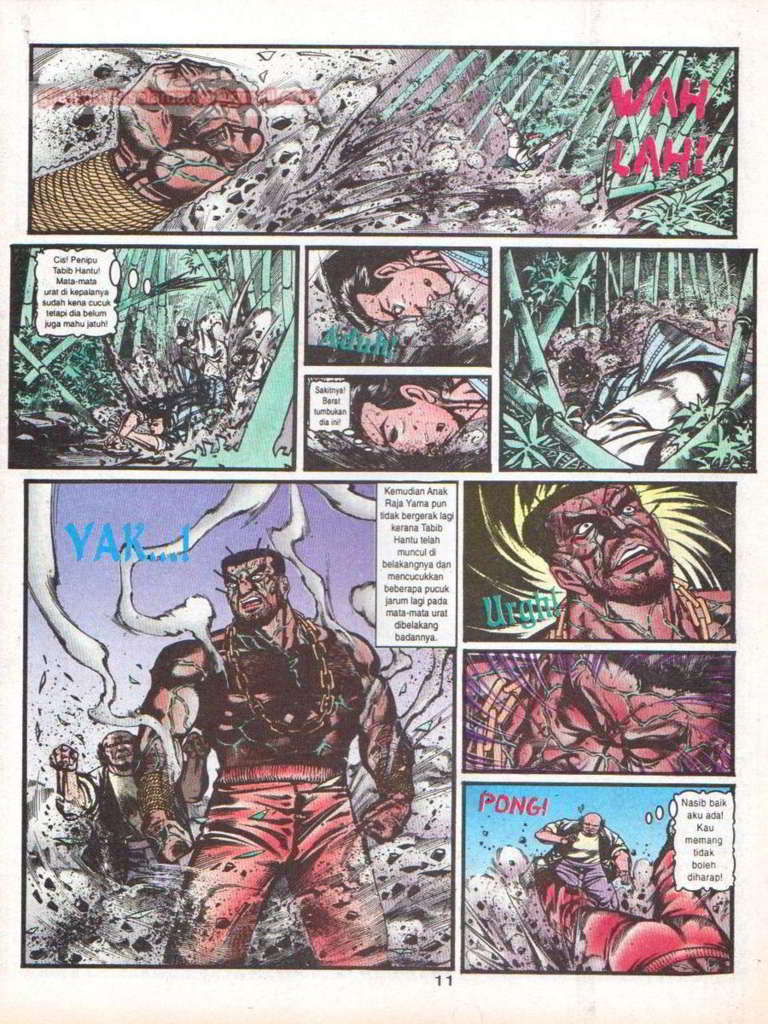 WAH
LAH!
Cis! Penipu
Tabib Hantu!
Mata-mata
urat di kepalanya
sudah kena cucuk
tetapi dia belum
juga mahu jatuh!
Aduh!
Sakitnya!
Berat
tumbukan
dia ini!
YAK...!
Kemudian Anak
Raja Yama pun
tidak bergerak lagi
kerana Tabib
Hantu telah
muncul di
belakangnya dan
mencucukkan
beberapa pucuk
jarum lagi pada
mata-mata urat
dibelakang
badannya.
Urgh!
PONG!
Nasib baik
aku ada!
Kau
memang
tidak
boleh
diharap!
11